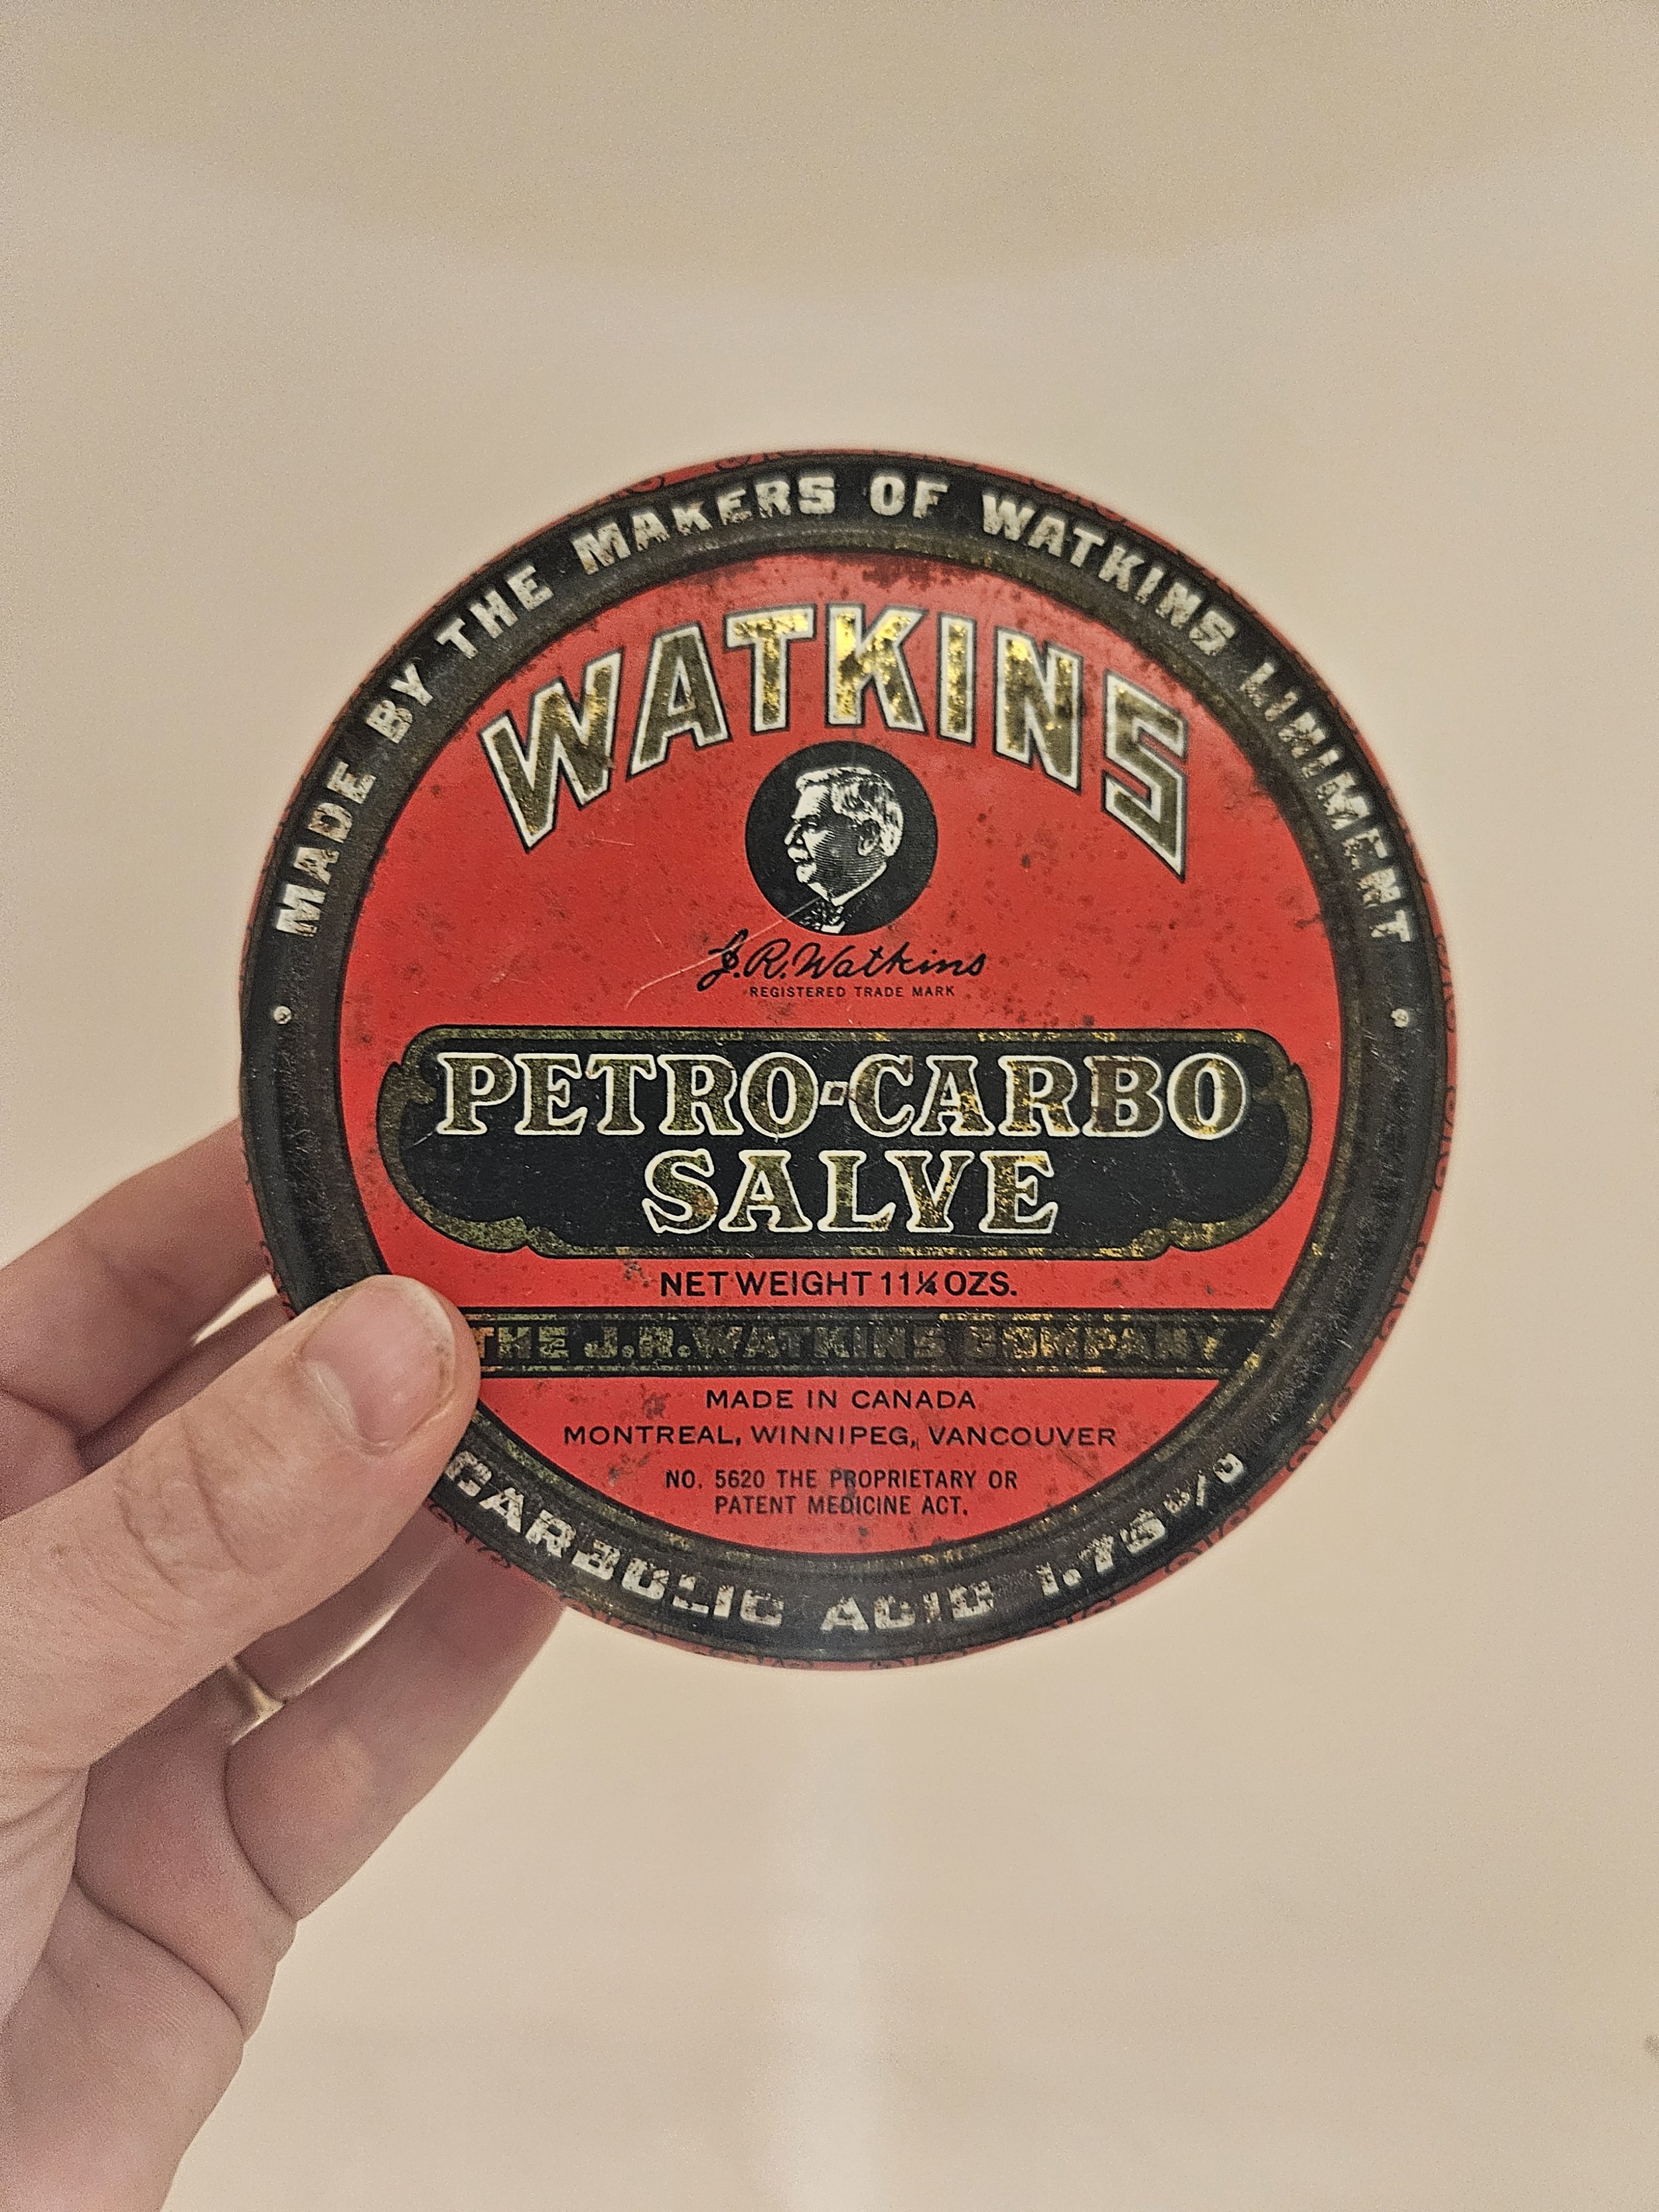 MADE BY THE MAKERS OF WATKINS LINIMENT
WATKINS
J.R. Watkins
REGISTERED TRADE MARK
PETRO-CARBO
SALVE
NET WEIGHT 11¼ OZS.
THE J.R. WATKINS COMPANY
MADE IN CANADA
MONTREAL, WINNIPEG, VANCOUVER
NO. 5620 THE PROPRIETARY OR
PATENT MEDICINE ACT.
CARBOLIC ACID 1.75%